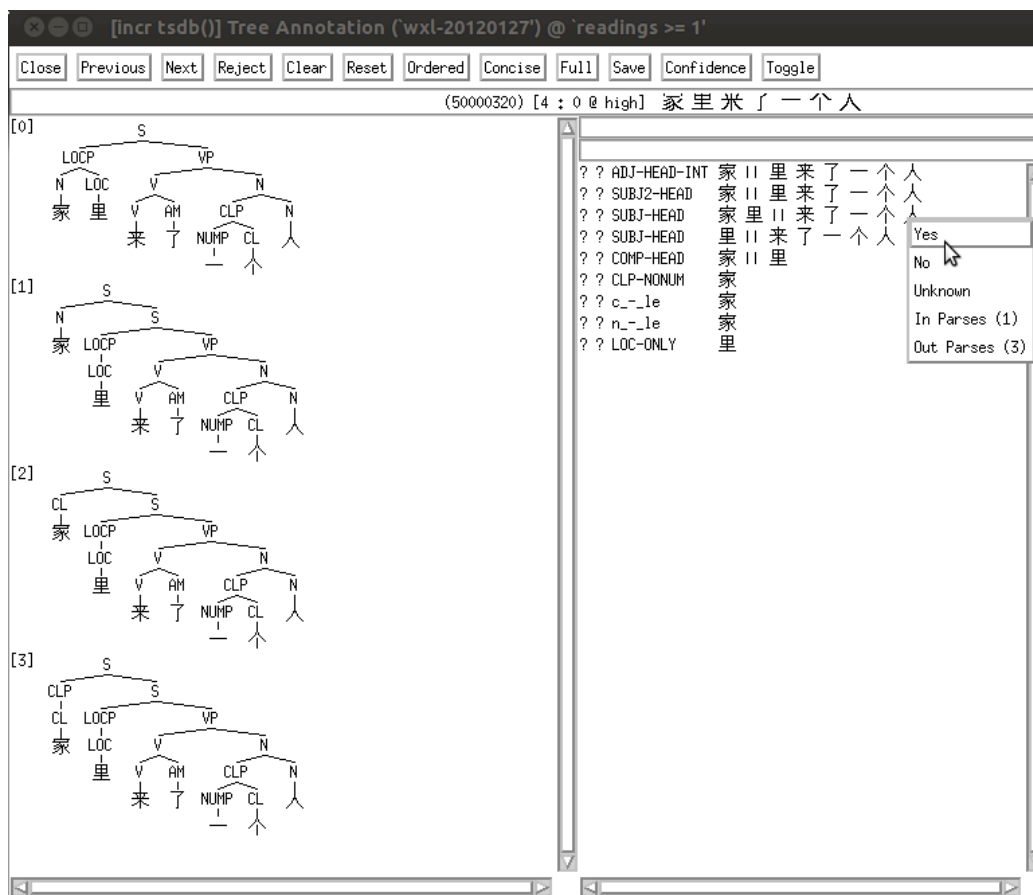 [incr tsdb()] Tree Annotation (`wxl-20120127') @ `readings >= 1'
Close Previous Next Reject Clear Reset Ordered Concise Full Save Confidence Toggle
(50000320) [4 : 0 @ high] 家 里 来 了 一 个 人
[0]
S
LOCP VP
N LOC V N
家 里 V AM CLP N
来 了 NUMP CL 人
一 个
[1]
S
N S
家 LOCP VP
LOC V N
里 V AM CLP N
来 了 NUMP CL 人
一 个
[2]
S
CL S
家 LOCP VP
LOC V N
里 V AM CLP N
来 了 NUMP CL 人
一 个
[3]
S
CLP S
CL LOCP VP
家 LOC V N
里 V AM CLP N
来 了 NUMP CL 人
一 个
? ? ADJ-HEAD-INT 家 || 里 来 了 一 个 人
? ? SUBJ2-HEAD 家 || 里 来 了 一 个 人
? ? SUBJ-HEAD 家 里 || 来 了 一 个 人
? ? SUBJ-HEAD 里 || 来 了 一 个 人
? ? COMP-HEAD 家 || 里
? ? CLP-NONUM 家
? ? c_-_le 家
? ? n_-_le 家
? ? LOC-ONLY 里
Yes
No
Unknown
In Parses (1)
Out Parses (3)